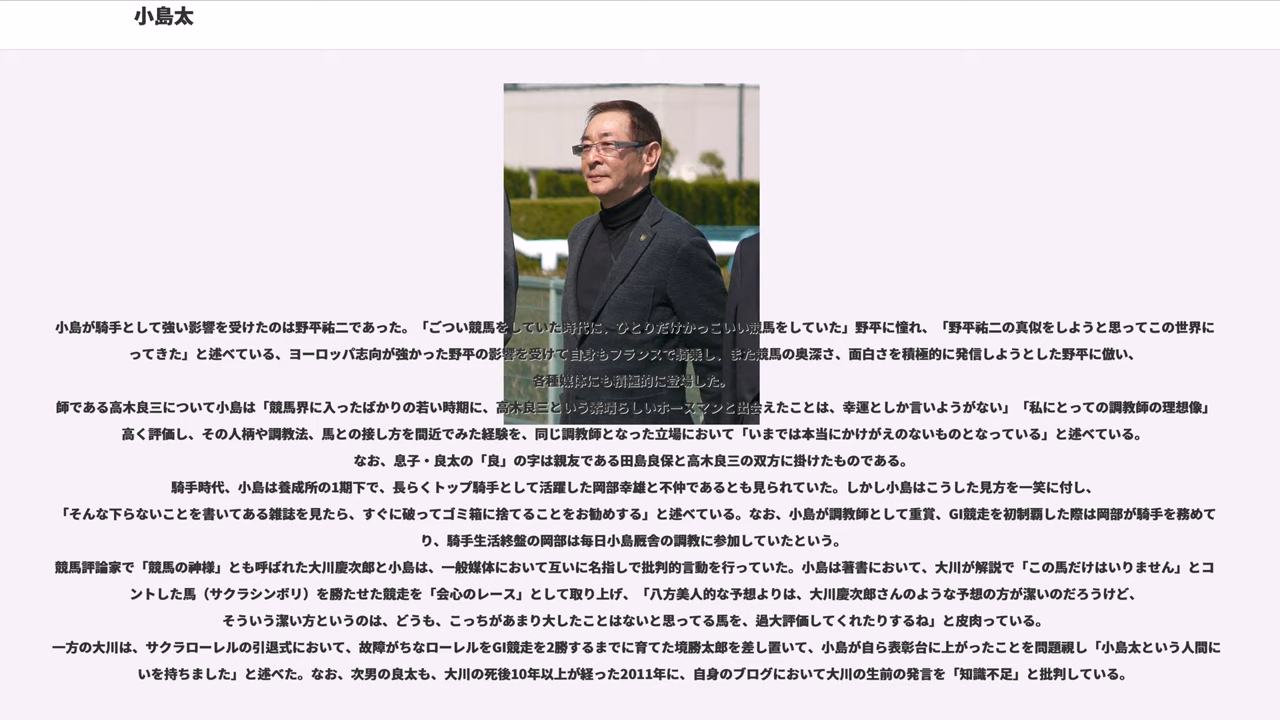 小島太
小島が騎手として強い影響を受けたのは野平祐二であった。「ごつい競馬をしていた時代に、ひとりだけかっこいい競馬をしていた」野平に憧れ、「野平祐二の真似をしようと思ってこの世界に
ってきた」と述べている、ヨーロッパ志向が強かった野平の影響を受けて自身もフランスで騎乗し、また競馬の奥深さ、面白さを積極的に発信しようとした野平に倣い、
各種媒体にも積極的に登場した。
師である高木良三について小島は「競馬界に入ったばかりの若い時期に、高木良三という素晴らしいホースマンと出会えたことは、幸運としか言いようがない」「私にとっての調教師の理想像」
高く評価し、その人柄や調教法、馬との接し方を間近でみた経験を、同じ調教師となった立場において「いまでは本当にかけがえのないものとなっている」と述べている。
なお、息子・良太の「良」の字は親友である田島良保と高木良三の双方に掛けたものである。
騎手時代、小島は養成所の1期下で、長らくトップ騎手として活躍した岡部幸雄と不仲であるとも見られていた。しかし小島はこうした見方を一笑に付し、
「そんな下らないことを書いてある雑誌を見たら、すぐに破ってゴミ箱に捨てることをお勧めする」と述べている。なお、小島が調教師として重賞、GI競走を初制覇した際は岡部が騎手を務めて
り、騎手生活終盤の岡部は毎日小島厩舎の調教に参加していたという。
競馬評論家で「競馬の神様」とも呼ばれた大川慶次郎と小島は、一般媒体において互いに名指しで批判的言動を行っていた。小島は著書において、大川が解説で「この馬だけはいりません」とコ
ントした馬（サクラシンボリ）を勝たせた競走を「会心のレース」として取り上げ、「八方美人的な予想よりは、大川慶次郎さんのような予想の方が潔いのだろうけど、
そういう潔い方というのは、どうも、こっちがあまり大したことはないと思ってる馬を、過大評価してくれたりするね」と皮肉っている。
一方の大川は、サクラローレルの引退式において、故障がちなローレルをGI競走を2勝するまでに育てた境勝太郎を差し置いて、小島が自ら表彰台に上がったことを問題視し「小島太という人間に
いを持ちました」と述べた。なお、次男の良太も、大川の死後10年以上が経った2011年に、自身のブログにおいて大川の生前の発言を「知識不足」と批判している。